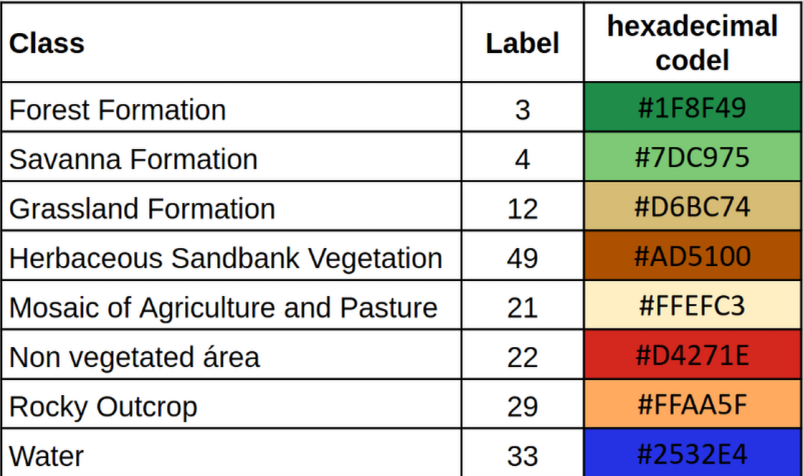 Class Label hexadecimal codel
Forest Formation 3 #1F8F49
Savanna Formation 4 #7DC975
Grassland Formation 12 #D6BC74
Herbaceous Sandbank Vegetation 49 #AD5100
Mosaic of Agriculture and Pasture 21 #FFEFC3
Non vegetated área 22 #D4271E
Rocky Outcrop 29 #FFAA5F
Water 33 #2532E4